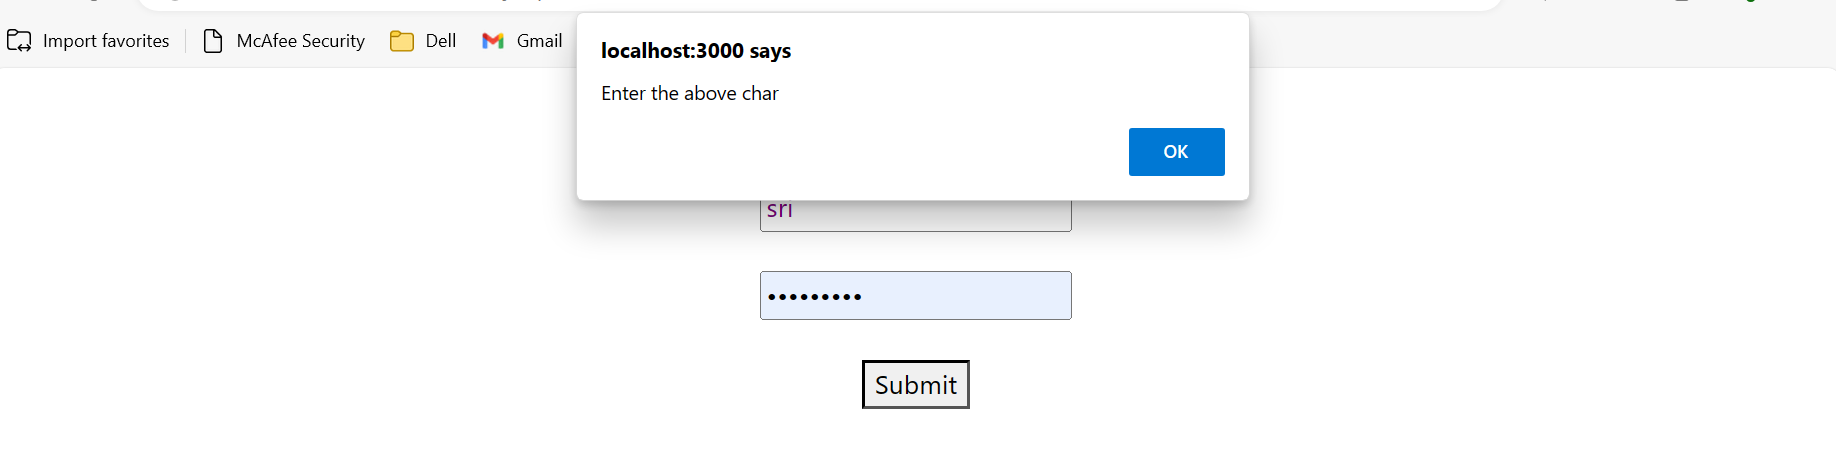 Import favorites
McAfee Security
Dell
Gmail
localhost:3000 says
Enter the above char
OK
sri
•••••••••
Submit